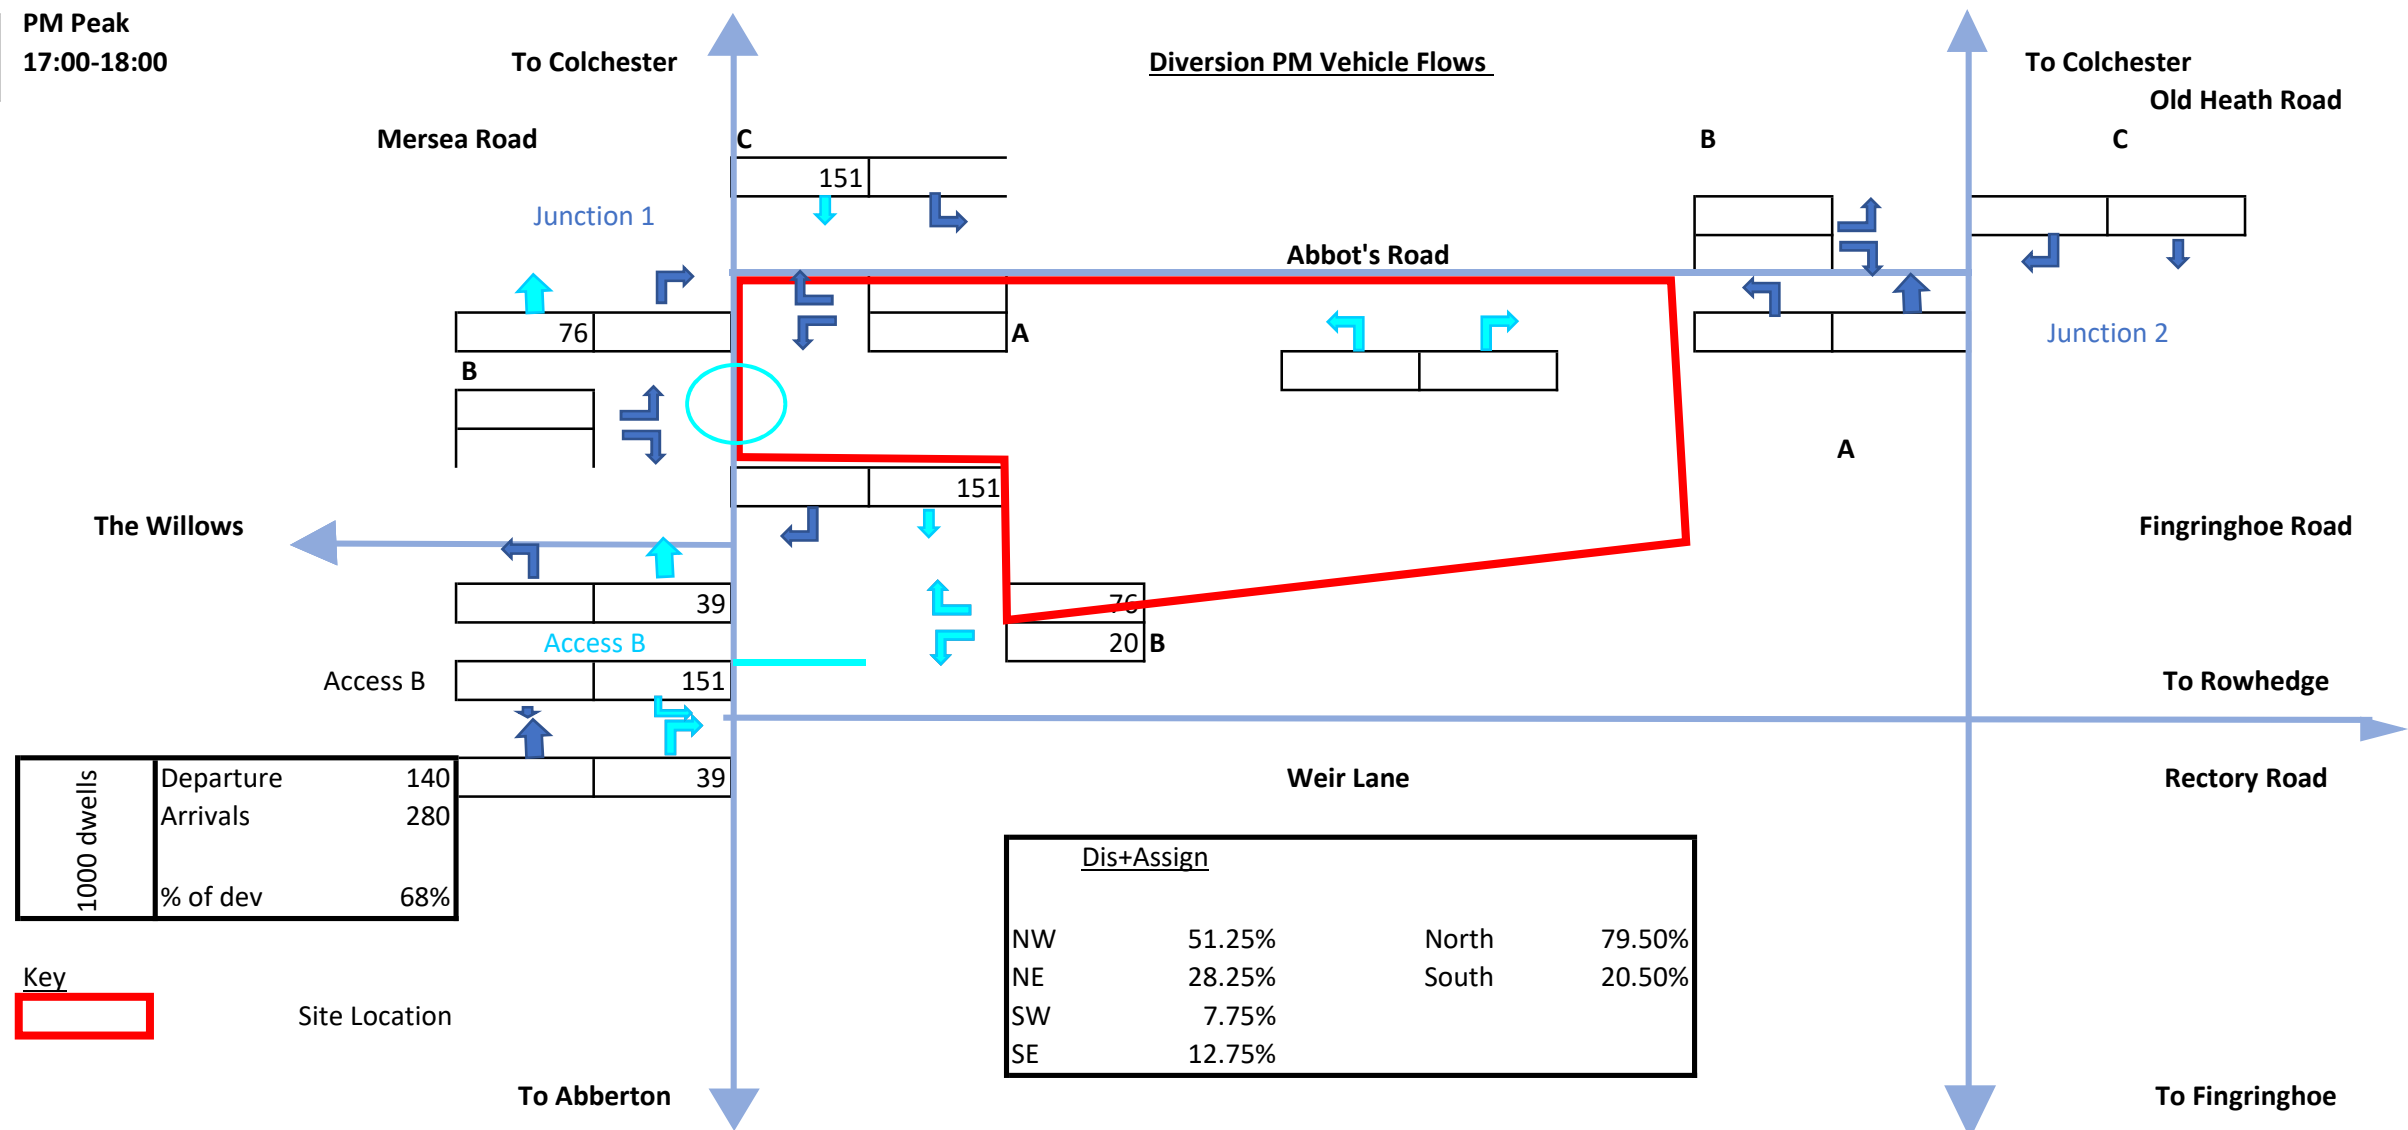 PM Peak
17:00-18:00
To Colchester
Diversion PM Vehicle Flows
To Colchester
Old Heath Road
Mersea Road
C
B
C
151
Junction 1
Abbot's Road
76
A
Junction 2
B
A
151
The Willows
Fingringhoe Road
39
76
Access B
20 B
Access B
151
To Rowhedge
1000 dwells
Departure 140
39
Weir Lane
Rectory Road
Arrivals 280
% of dev 68%
Dis+Assign
NW 51.25% North 79.50%
NE 28.25% South 20.50%
SW 7.75%
SE 12.75%
Key
Site Location
To Abberton
To Fingringhoe